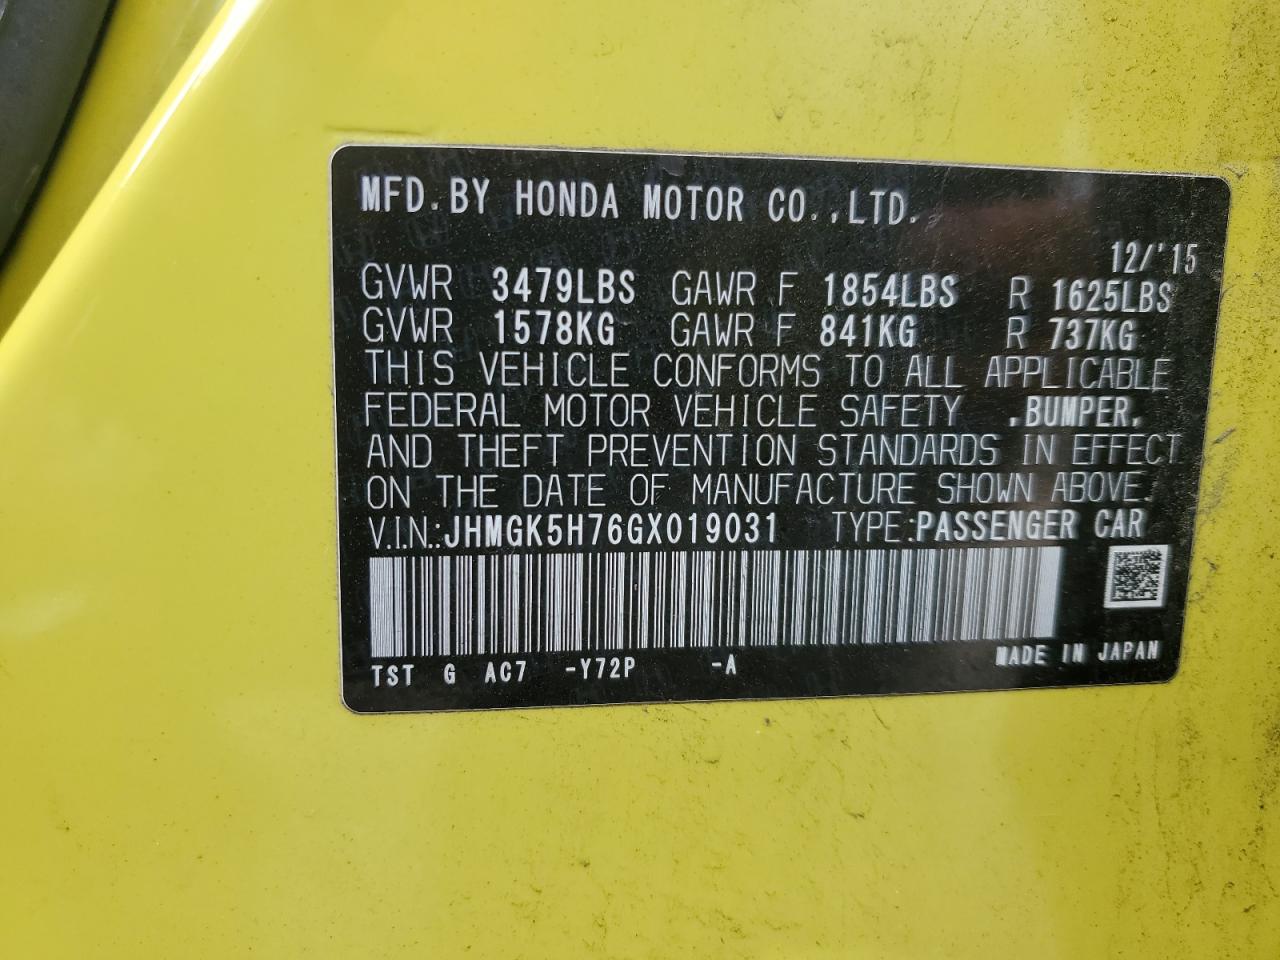 MFD.BY HONDA MOTOR CO.,LTD.
12/'15
GVWR 3479LBS GAWR F 1854LBS R 1625LBS
GVWR 1578KG GAWR F 841KG R 737KG
THIS VEHICLE CONFORMS TO ALL APPLICABLE
FEDERAL MOTOR VEHICLE SAFETY ,BUMPER,
AND THEFT PREVENTION STANDARDS IN EFFECT
ON THE DATE OF MANUFACTURE SHOWN ABOVE.
V.I.N.:JHMGK5H76GX019031 TYPE:PASSENGER CAR
TST G AC7 -Y72P -A MADE IN JAPAN